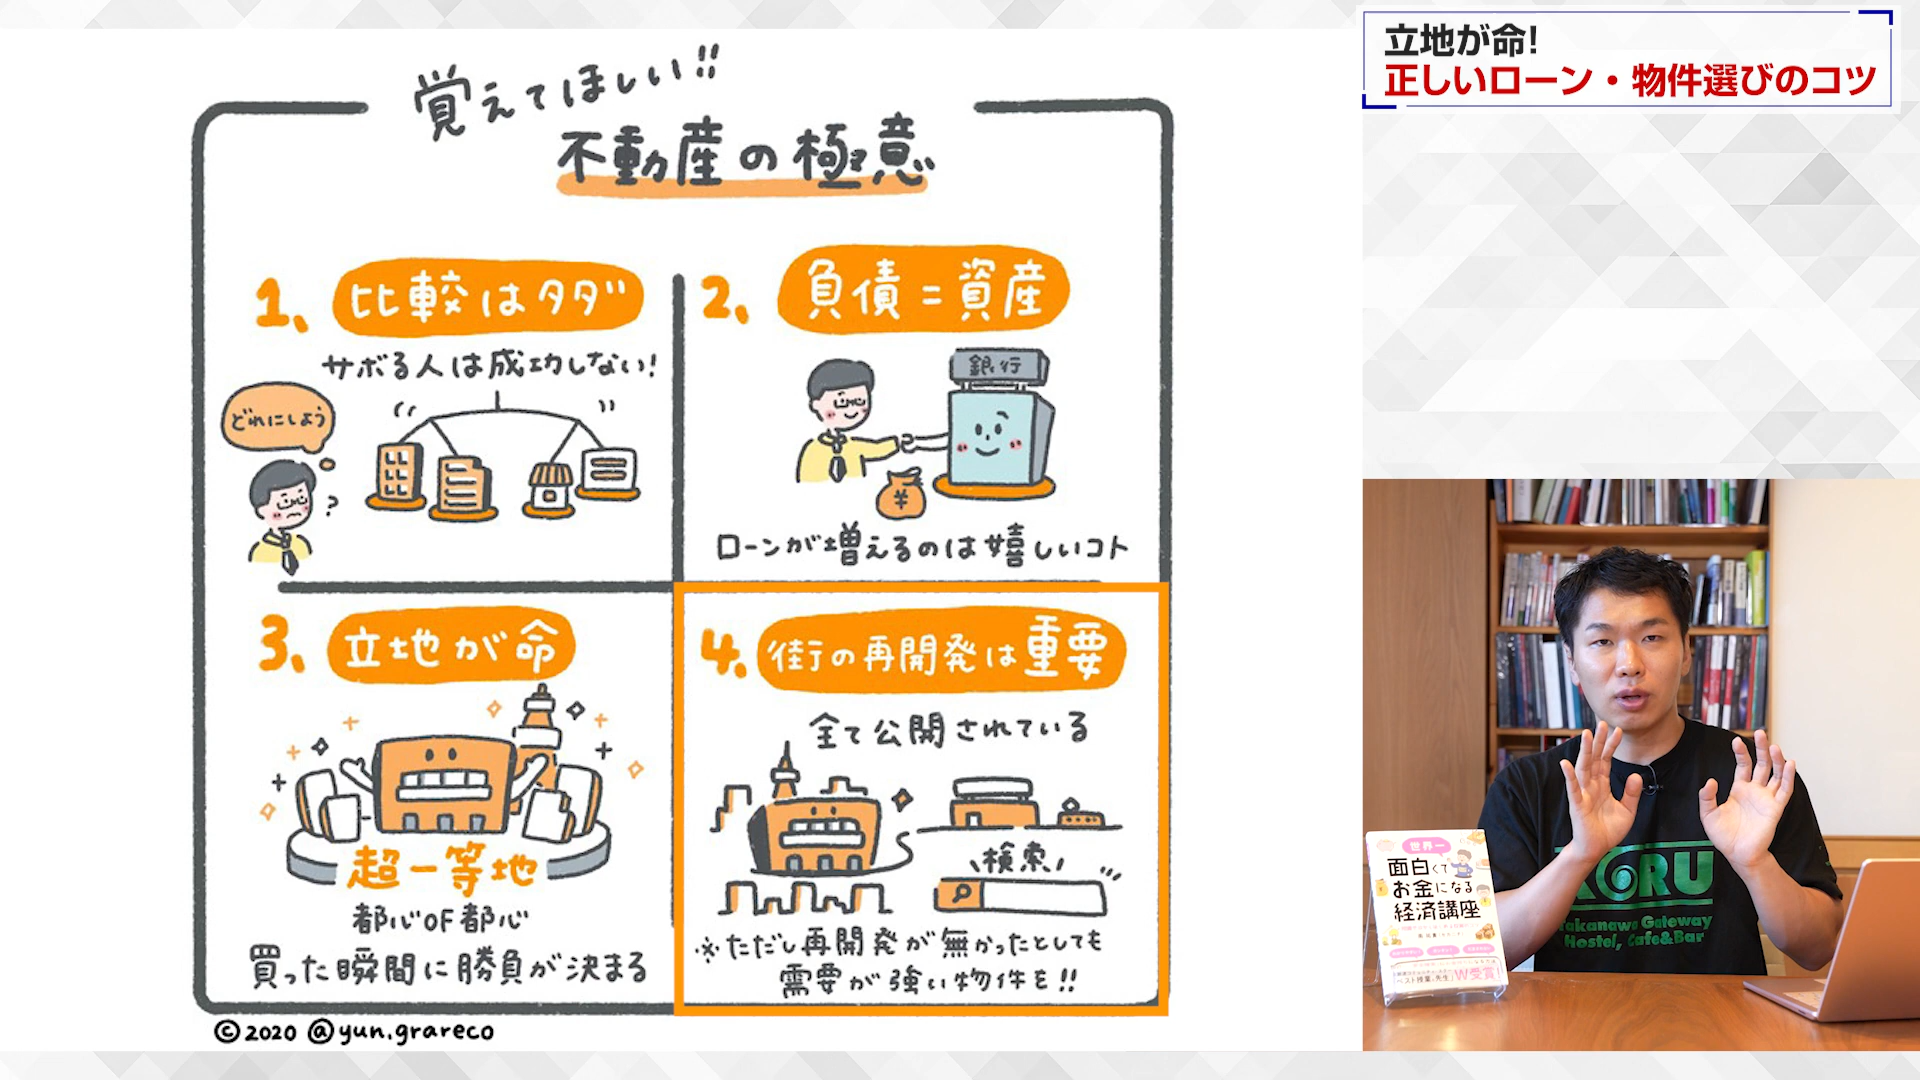 立地が命!
正しいローン・物件選びのコツ
覚えてほしい!!
不動産の極意
1. 比較はタダ
サボる人は成功しない!
どれにしよう
?
2. 負債=資産
銀行
¥
ローンが増えるのは嬉しいコト
3. 立地が命
超一等地
都心OF都心
買った瞬間に勝負が決まる
4. 街の再開発は重要
全て公開されている
検索
※ただし再開発が無かったとしても
需要が強い物件を!!
©2020 @yun.grareco
世界一
面白くて
お金になる
経済講座
W受賞!
KORU
Takanawa Gateway
Hostel, Cafe&Bar